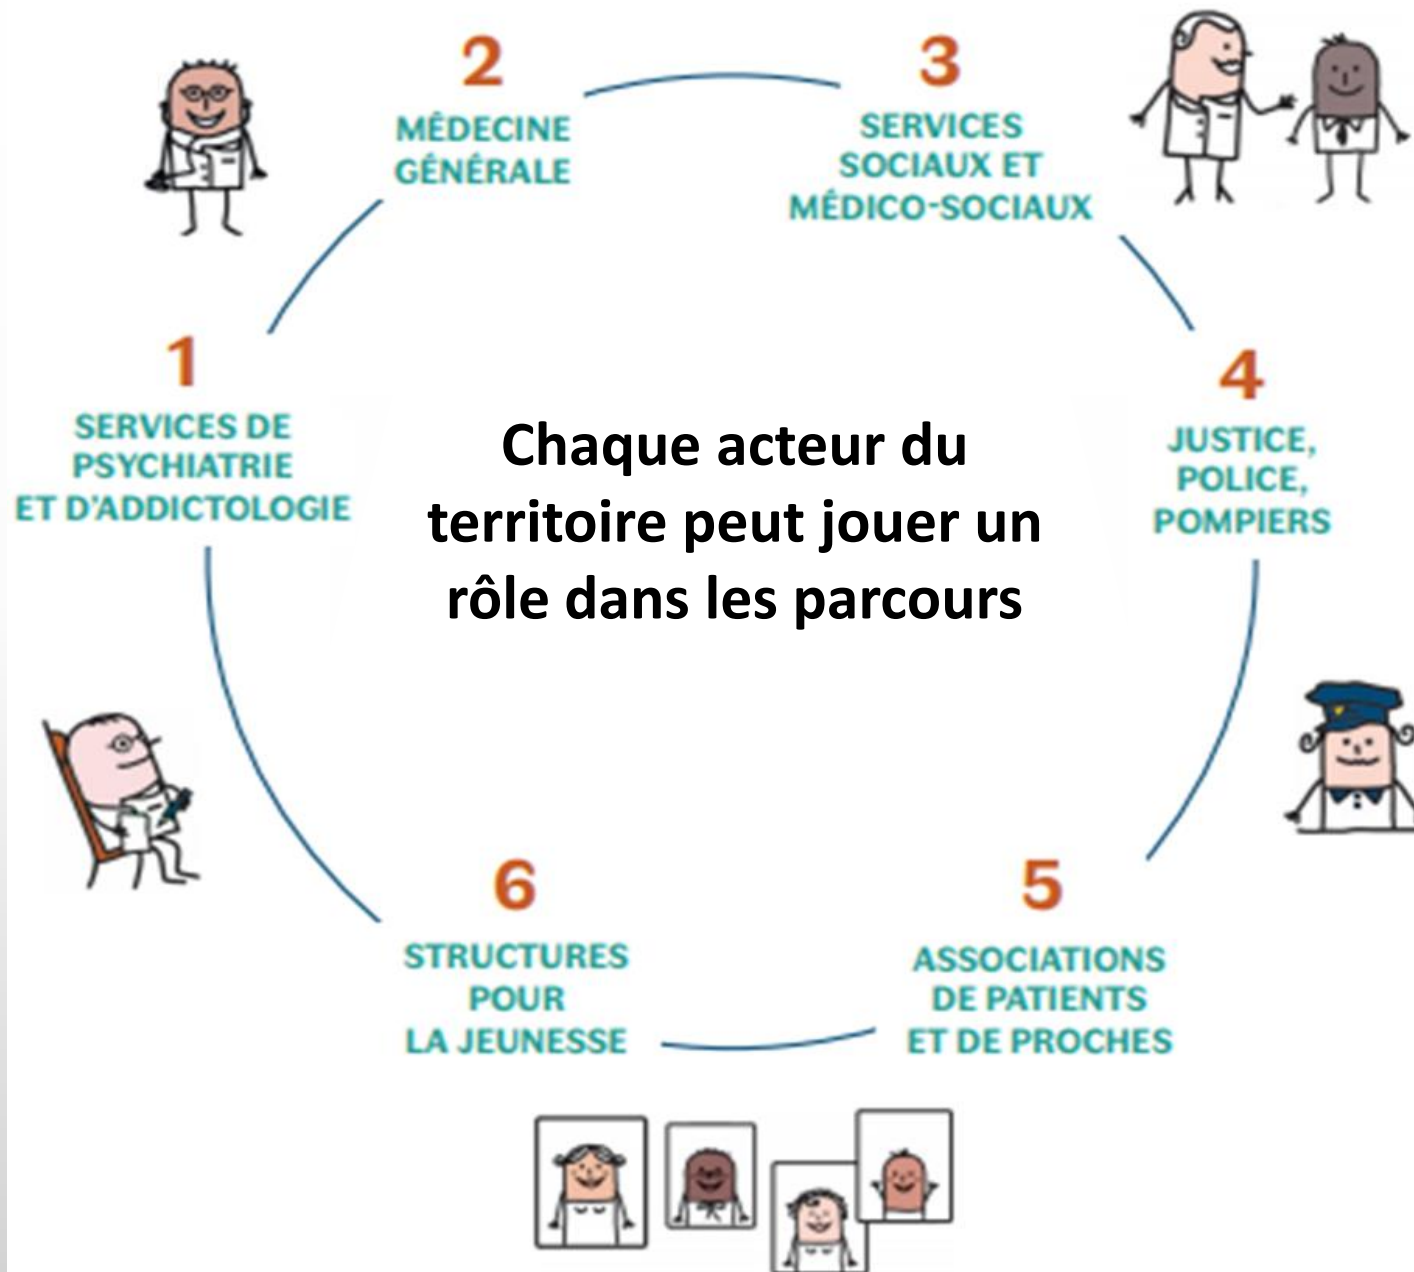 2
MÉDECINE
GÉNÉRALE
3
SERVICES
SOCIAUX ET
MÉDICO-SOCIAUX
1
SERVICES DE
PSYCHIATRIE
ET D'ADDICTOLOGIE
Chaque acteur du
territoire peut jouer un
rôle dans les parcours
4
JUSTICE,
POLICE,
POMPIERS
6
STRUCTURES
POUR
LA JEUNESSE
5
ASSOCIATIONS
DE PATIENTS
ET DE PROCHES